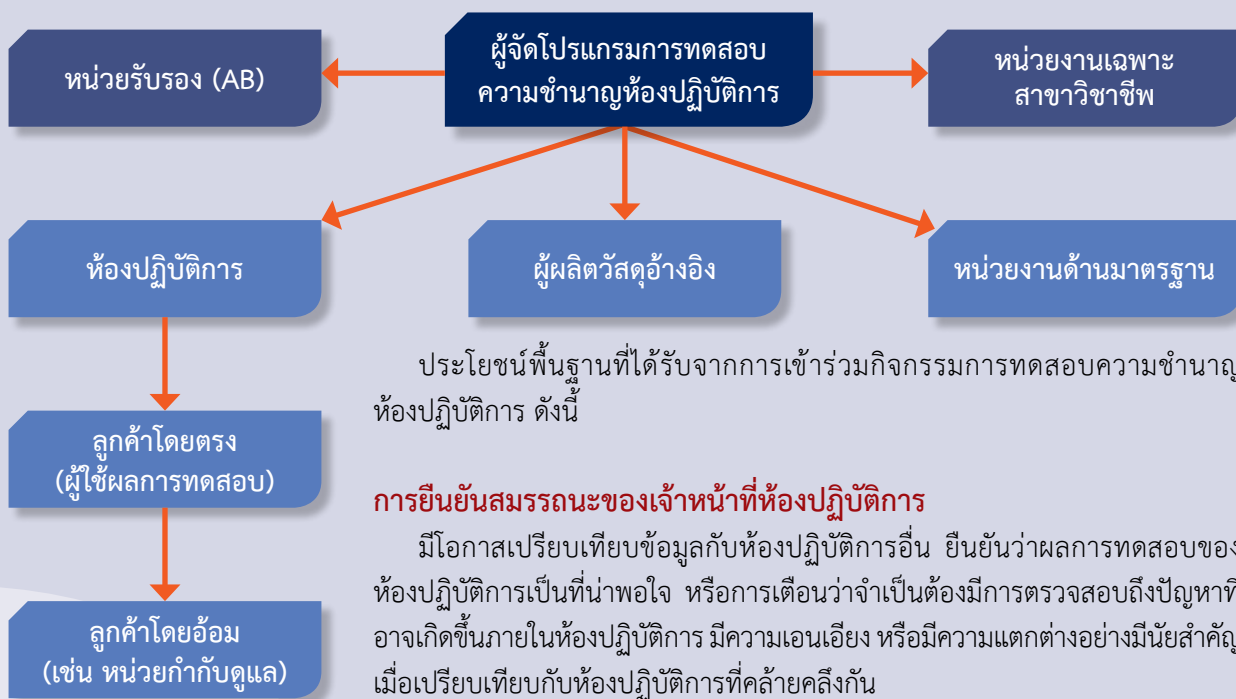 หน่วยรับรอง (AB)
ผู้จัดโปรแกรมการทดสอบ
ความชำนาญห้องปฏิบัติการ
หน่วยงานเฉพาะ
สาขาวิชาชีพ
ห้องปฏิบัติการ
ผู้ผลิตวัสดุอ้างอิง
หน่วยงานด้านมาตรฐาน
ลูกค้าโดยตรง
(ผู้ใช้ผลการทดสอบ)
ลูกค้าโดยอ้อม
(เช่น หน่วยกำกับดูแล)
ประโยชน์พื้นฐานที่ได้รับจากการเข้าร่วมกิจกรรมการทดสอบความชำนาญ
ห้องปฏิบัติการ ดังนี้
การยืนยันสมรรถนะของเจ้าหน้าที่ห้องปฏิบัติการ
มีโอกาสเปรียบเทียบข้อมูลกับห้องปฏิบัติการอื่น ยืนยันว่าผลการทดสอบของ
ห้องปฏิบัติการเป็นที่น่าพอใจ หรือการเตือนว่าจำเป็นต้องมีการตรวจสอบถึงปัญหาที่
อาจเกิดขึ้นภายในห้องปฏิบัติการ มีความเอนเอียง หรือมีความแตกต่างอย่างมีนัยสำคัญ
เมื่อเปรียบเทียบกับห้องปฏิบัติการที่คล้ายคลึงกัน